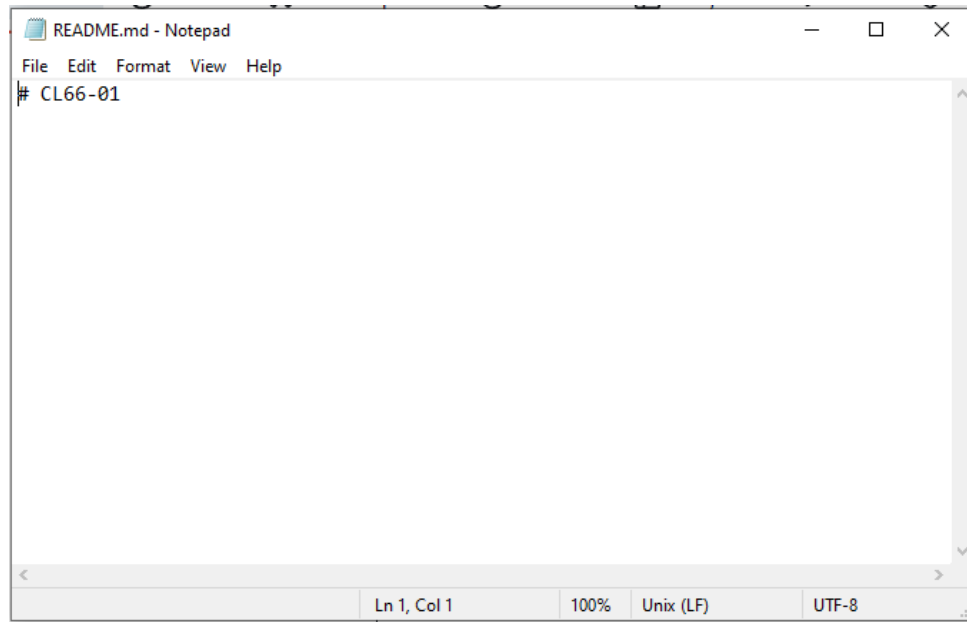 README.md - Notepad
File Edit Format View Help
# CL66-01
Ln 1, Col 1 100% Unix (LF) UTF-8